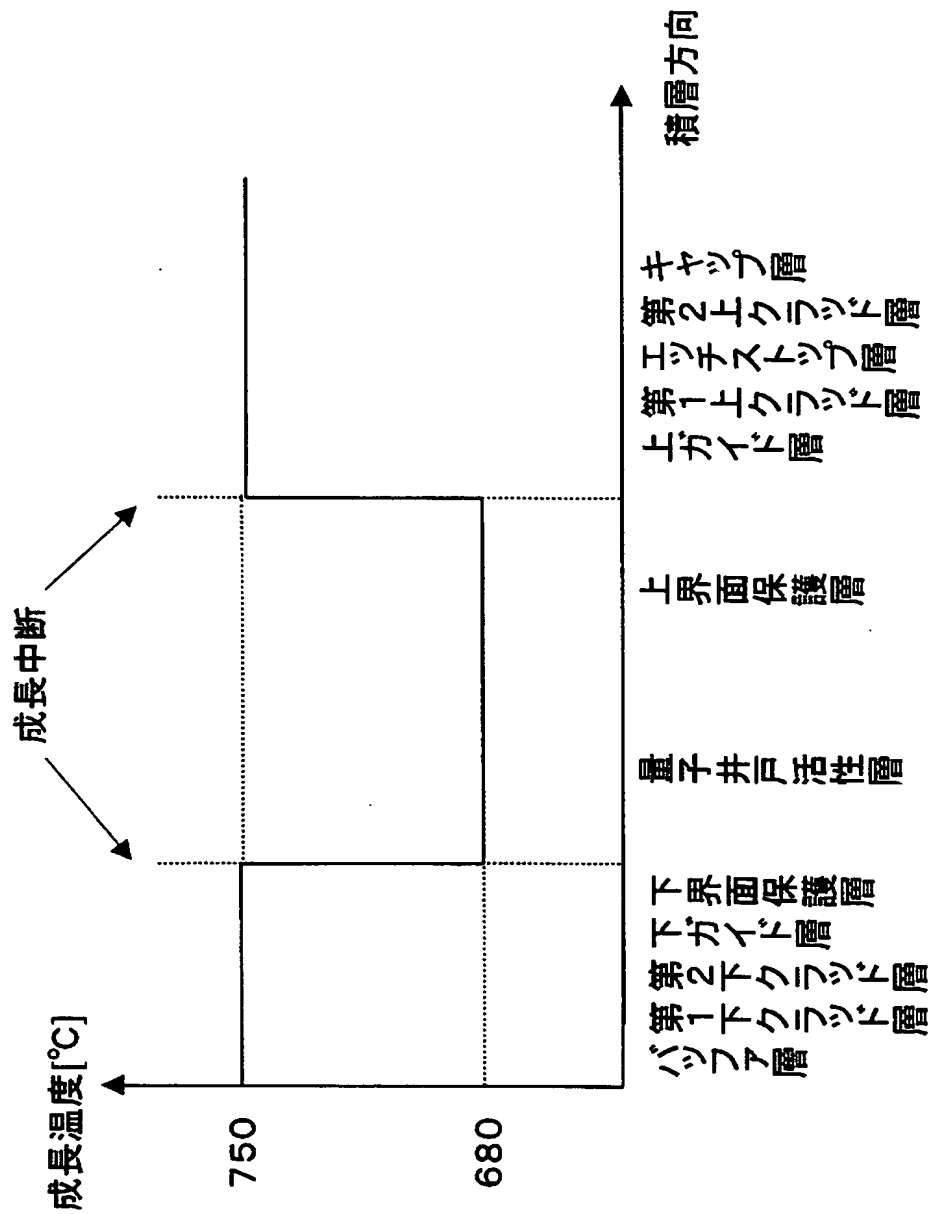 成長温度[℃]
成長中断
750
680
バッファ層
第1下クラッド層
第2下クラッド層
下ガイド層
下界面保護層
量子井戸活性層
上界面保護層
上ガイド層
第1上クラッド層
エッチストップ層
第2上クラッド層
キャップ層
積層方向